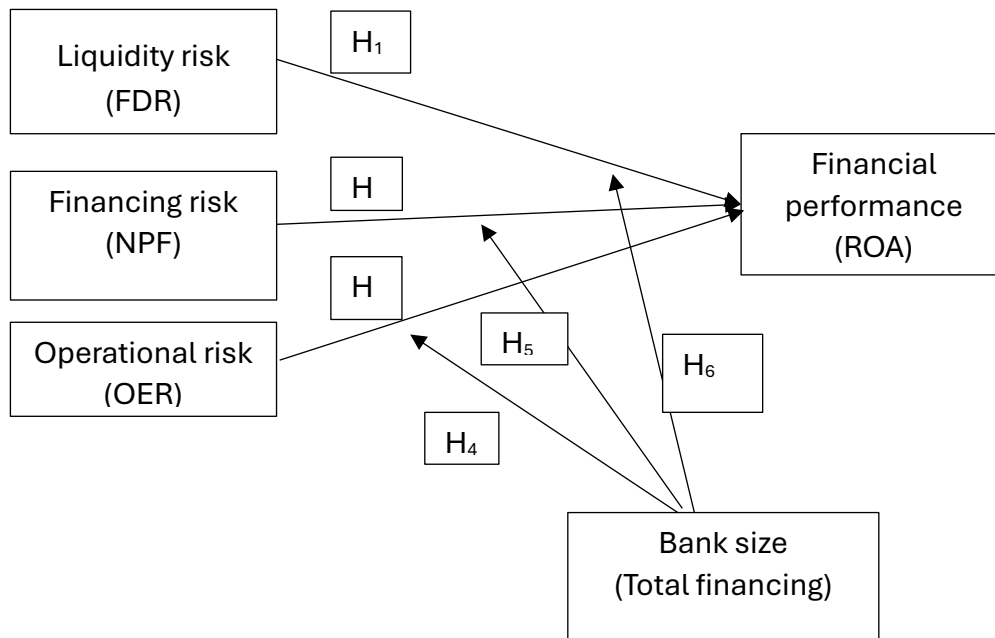 Liquidity risk
(FDR)
H₁
Financing risk
(NPF)
H
Financial
performance
(ROA)
H
Operational risk
(OER)
H₅
H₆
H₄
Bank size
(Total financing)